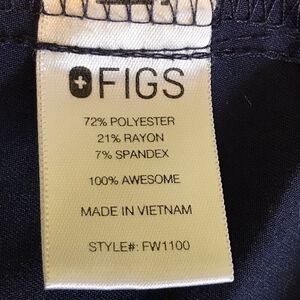 FIGS
72% POLYESTER
21% RAYON
7% SPANDEX
100% AWESOME
MADE IN VIETNAM
STYLE#: FW1100